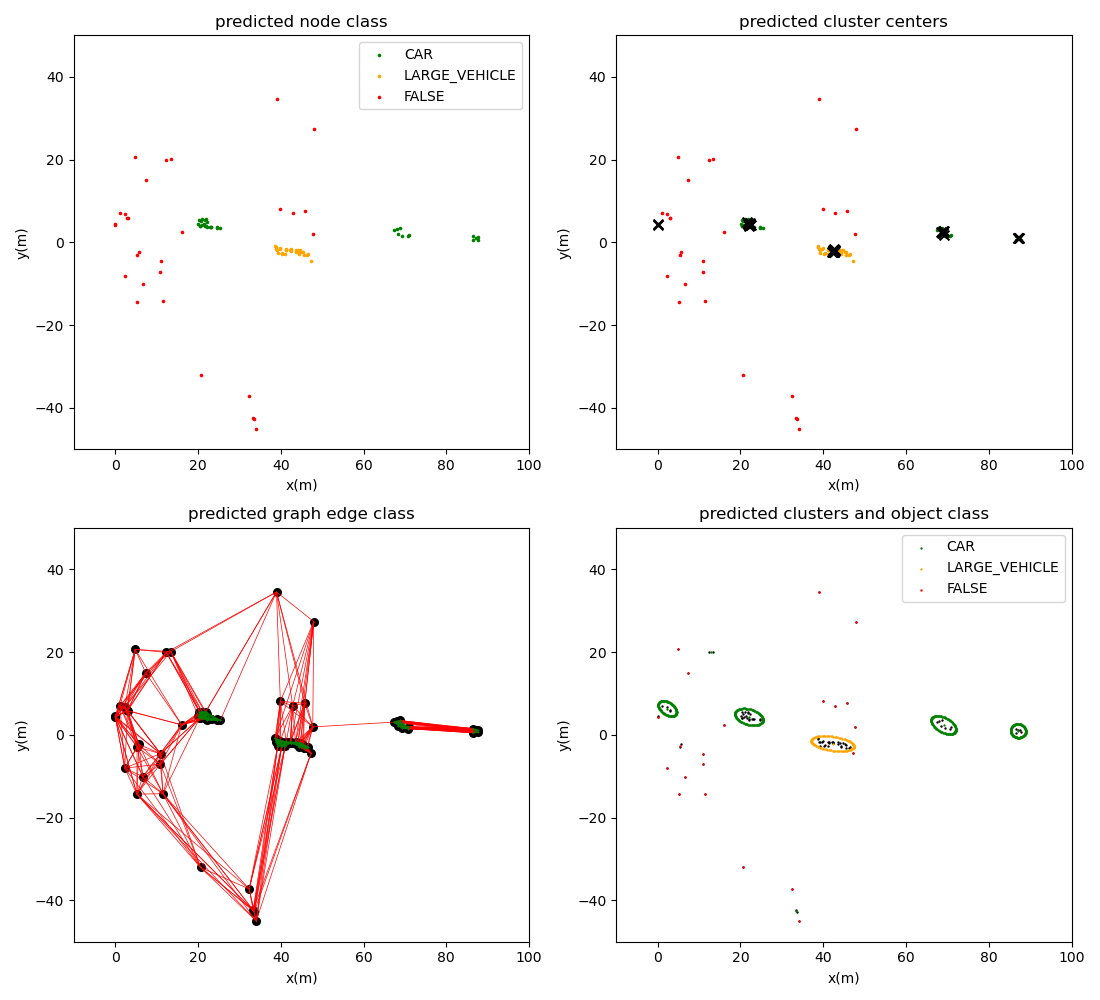 predicted node class
CAR
LARGE_VEHICLE
FALSE
40
20
0
−20
−40
y(m)
0 20 40 60 80 100
x(m)
predicted cluster centers
40
20
0
−20
−40
y(m)
0 20 40 60 80 100
x(m)
predicted graph edge class
40
20
0
−20
−40
y(m)
0 20 40 60 80 100
x(m)
predicted clusters and object class
CAR
LARGE_VEHICLE
FALSE
40
20
0
−20
−40
y(m)
0 20 40 60 80 100
x(m)